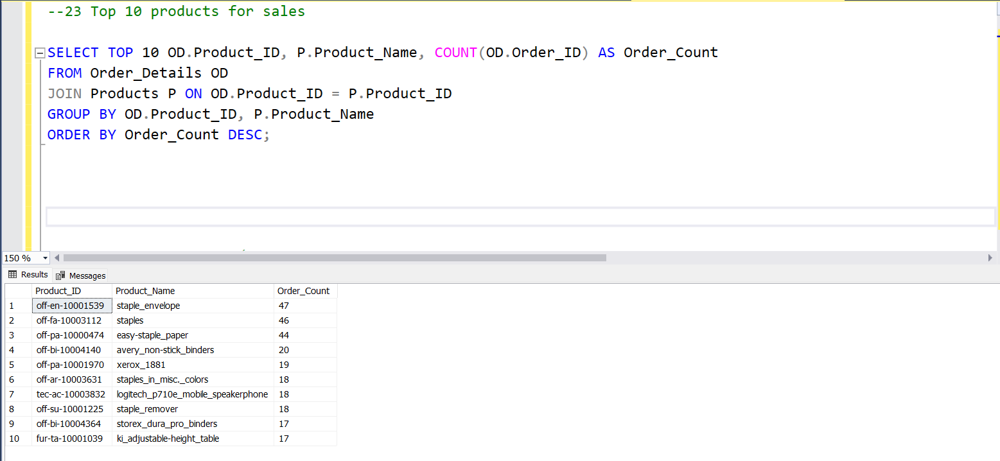 --23 Top 10 products for sales
SELECT TOP 10 OD.Product_ID, P.Product_Name, COUNT(OD.Order_ID) AS Order_Count
FROM Order_Details OD
JOIN Products P ON OD.Product_ID = P.Product_ID
GROUP BY OD.Product_ID, P.Product_Name
ORDER BY Order_Count DESC;
150 %
Results Messages
Product_ID Product_Name Order_Count
1 off-en-10001539 staple_envelope 47
2 off-fa-10003112 staples 46
3 off-pa-10000474 easy-staple_paper 44
4 off-bi-10004140 avery_non-stick_binders 20
5 off-pa-10001970 xerox_1881 19
6 off-ar-10003631 staples_in_misc._colors 18
7 tec-ac-10003832 logitech_p710e_mobile_speakerphone 18
8 off-su-10001225 staple_remover 18
9 off-bi-10004364 storex_dura_pro_binders 17
10 fur-ta-10001039 ki_adjustable-height_table 17